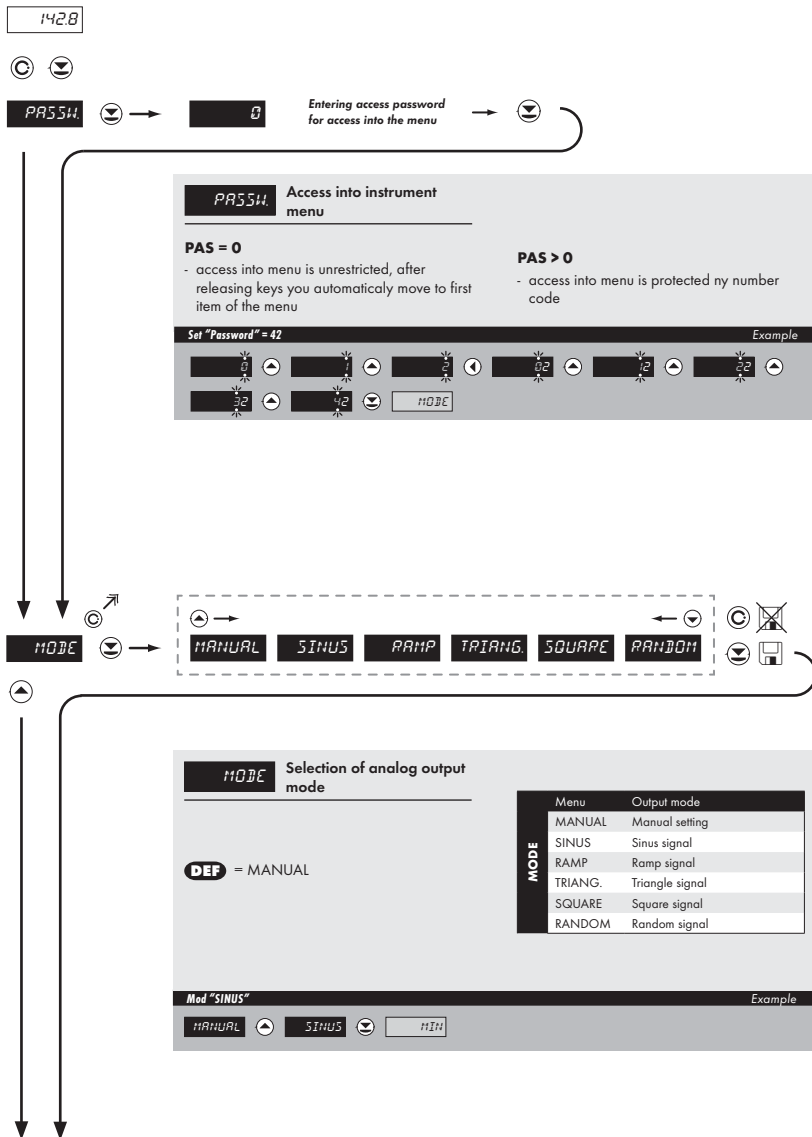 142.8
PASSW.
0
Entering access password
for access into the menu
PASSW.
Access into instrument
menu
PAS = 0
- access into menu is unrestricted, after
releasing keys you automaticaly move to first
item of the menu
PAS > 0
- access into menu is protected ny number
code
Set "Password" = 42
Example
0 1 2 02 12 22
32 42 MODE
MODE
MANUAL SINUS RAMP TRIANG. SQUARE RANDOM
MODE
Selection of analog output
mode
DEF = MANUAL
MODE
Menu Output mode
MANUAL Manual setting
SINUS Sinus signal
RAMP Ramp signal
TRIANG. Triangle signal
SQUARE Square signal
RANDOM Random signal
Mod "SINUS"
Example
MANUAL SINUS MIN